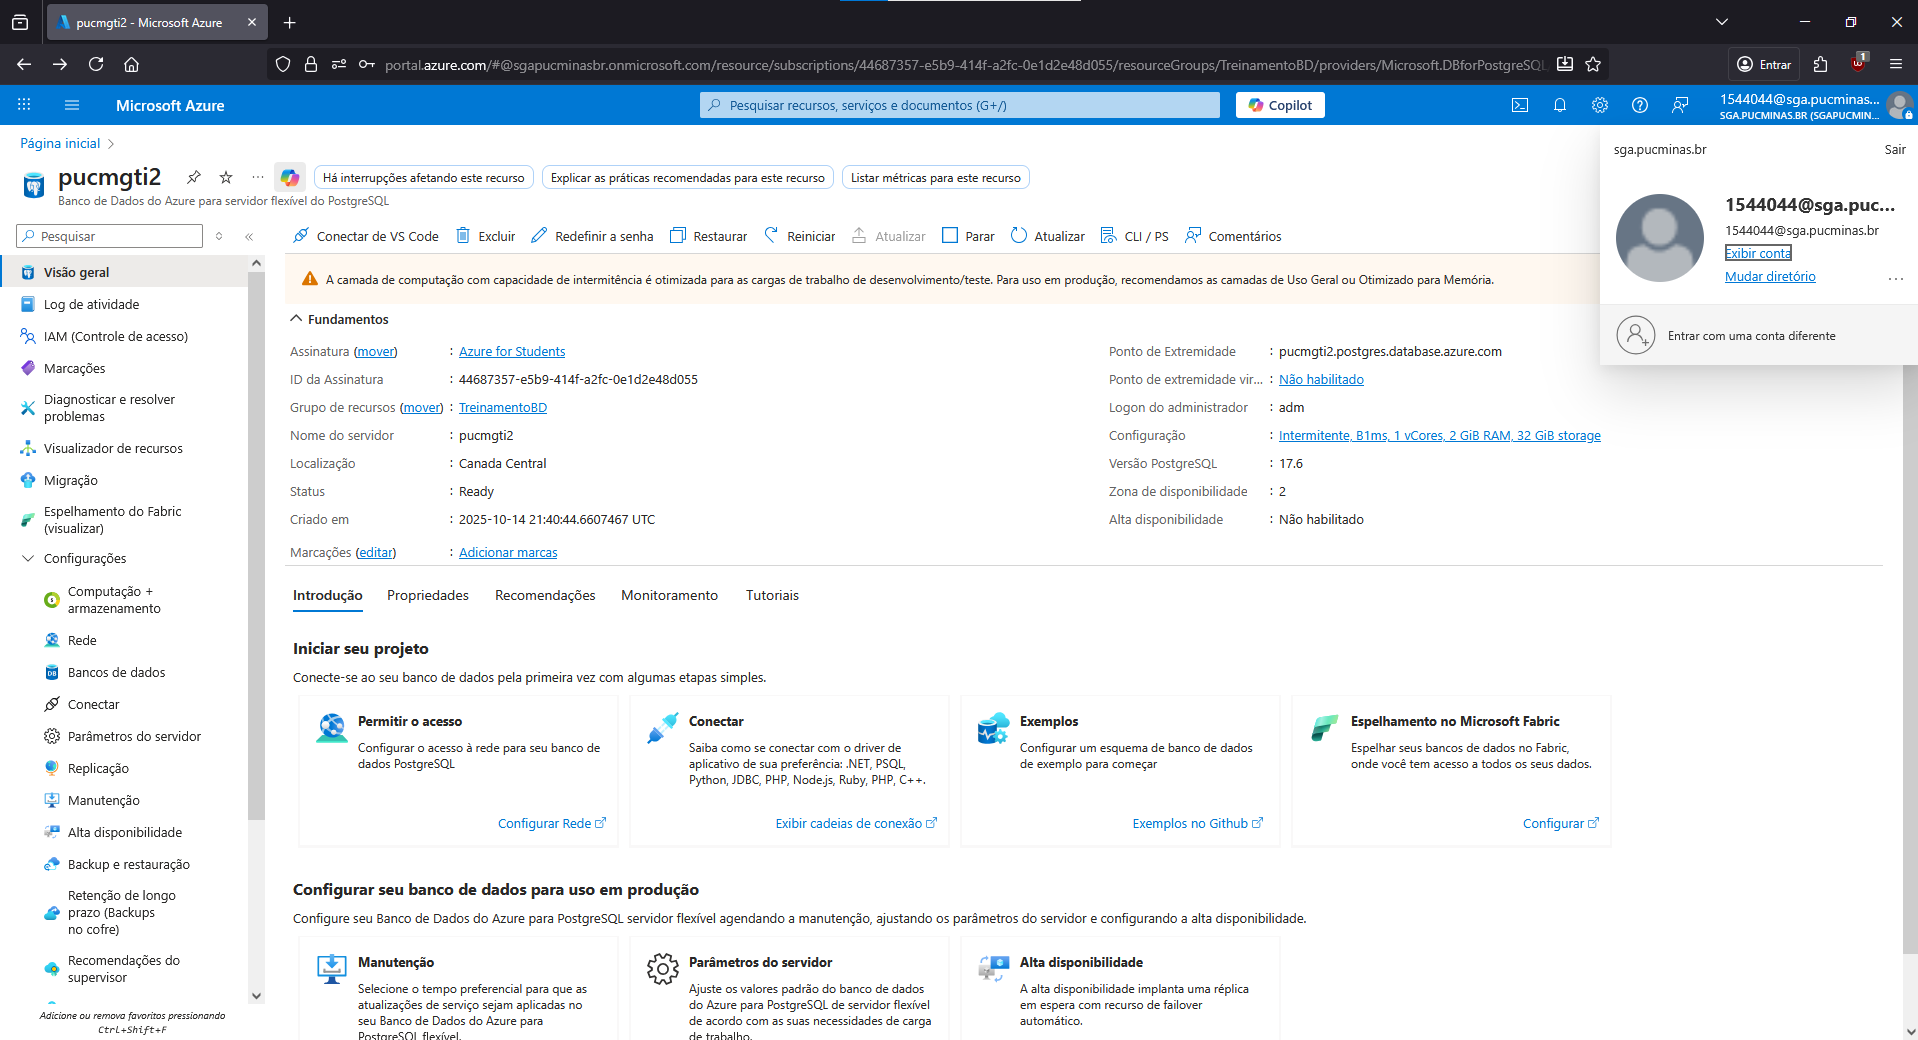 pucmgti2 - Microsoft Azure
portal.azure.com/#@sgapucminasbr.onmicrosoft.com/resource/subscriptions/44687357-e5b9-414f-a2fc-0e1d2e48d055/resourceGroups/TreinamentoBD/providers/Microsoft.DBforPostgreSQL
Entrar
1
Microsoft Azure
Pesquisar recursos, serviços e documentos (G+/)
Copilot
1544044@sga.pucminas...
SGA.PUCMINAS.BR (SGAPUCMIN...
Página inicial
pucmgti2
Há interrupções afetando este recurso
Explicar as práticas recomendadas para este recurso
Listar métricas para este recurso
Banco de Dados do Azure para servidor flexível do PostgreSQL
sga.pucminas.br
Sair
1544044@sga.puc...
1544044@sga.pucminas.br
Exibir conta
Mudar diretório
...
Entrar com uma conta diferente
Pesquisar
Visão geral
Log de atividade
IAM (Controle de acesso)
Marcações
Diagnosticar e resolver
problemas
Visualizador de recursos
Migração
Espelhamento do Fabric
(visualizar)
Configurações
Computação +
armazenamento
Rede
Bancos de dados
Conectar
Parâmetros do servidor
Replicação
Manutenção
Alta disponibilidade
Backup e restauração
Retenção de longo
prazo (Backups
no cofre)
Recomendações do
supervisor
Adicione ou remova favoritos pressionando
Ctrl+Shift+F
Conectar de VS Code
Excluir
Redefinir a senha
Restaurar
Reiniciar
Atualizar
Parar
Atualizar
CLI / PS
Comentários
A camada de computação com capacidade de intermitência é otimizada para as cargas de trabalho de desenvolvimento/teste. Para uso em produção, recomendamos as camadas de Uso Geral ou Otimizado para Memória.
Fundamentos
Assinatura (mover) : Azure for Students
ID da Assinatura : 44687357-e5b9-414f-a2fc-0e1d2e48d055
Grupo de recursos (mover) : TreinamentoBD
Nome do servidor : pucmgti2
Localização : Canada Central
Status : Ready
Criado em : 2025-10-14 21:40:44.6607467 UTC
Marcações (editar) : Adicionar marcas
Ponto de Extremidade : pucmgti2.postgres.database.azure.com
Ponto de extremidade vir... : Não habilitado
Logon do administrador : adm
Configuração : Intermitente, B1ms, 1 vCores, 2 GiB RAM, 32 GiB storage
Versão PostgreSQL : 17.6
Zona de disponibilidade : 2
Alta disponibilidade : Não habilitado
Introdução
Propriedades
Recomendações
Monitoramento
Tutoriais
Iniciar seu projeto
Conecte-se ao seu banco de dados pela primeira vez com algumas etapas simples.
Permitir o acesso
Configurar o acesso à rede para seu banco de
dados PostgreSQL
Configurar Rede
Conectar
Saiba como se conectar com o driver de
aplicativo de sua preferência: .NET, PSQL,
Python, JDBC, PHP, Node.js, Ruby, PHP, C++.
Exibir cadeias de conexão
Exemplos
Configurar um esquema de banco de dados
de exemplo para começar
Exemplos no Github
Espelhamento no Microsoft Fabric
Espelhar seus bancos de dados no Fabric,
onde você tem acesso a todos os seus dados.
Configurar
Configurar seu banco de dados para uso em produção
Configure seu Banco de Dados do Azure para PostgreSQL servidor flexível agendando a manutenção, ajustando os parâmetros do servidor e configurando a alta disponibilidade.
Manutenção
Selecione o tempo preferencial para que as
atualizações de serviço sejam aplicadas no
seu Banco de Dados do Azure para
PostgreSQL flexível.
Parâmetros do servidor
Ajuste os valores padrão do banco de dados
do Azure para PostgreSQL de servidor flexível
de acordo com as suas necessidades de carga
de trabalho.
Alta disponibilidade
A alta disponibilidade implanta uma réplica
em espera com recurso de failover
automático.